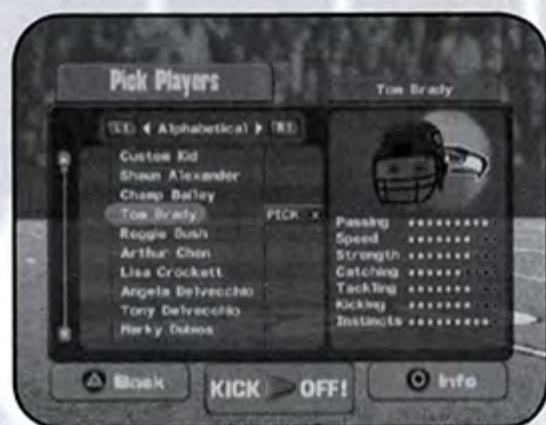 Pick Players
Tom Brady
L1 Alphabetical R1
Custom Kid
Shaun Alexander
Champ Bailey
Tom Brady PICK X
Reggie Bush
Arthur Chen
Lisa Crockett
Angela Delvecchio
Tony Delvecchio
Marky Dubois
Passing
Speed
Strength
Catching
Tackling
Kicking
Instincts
Back
KICK OFF!
Info